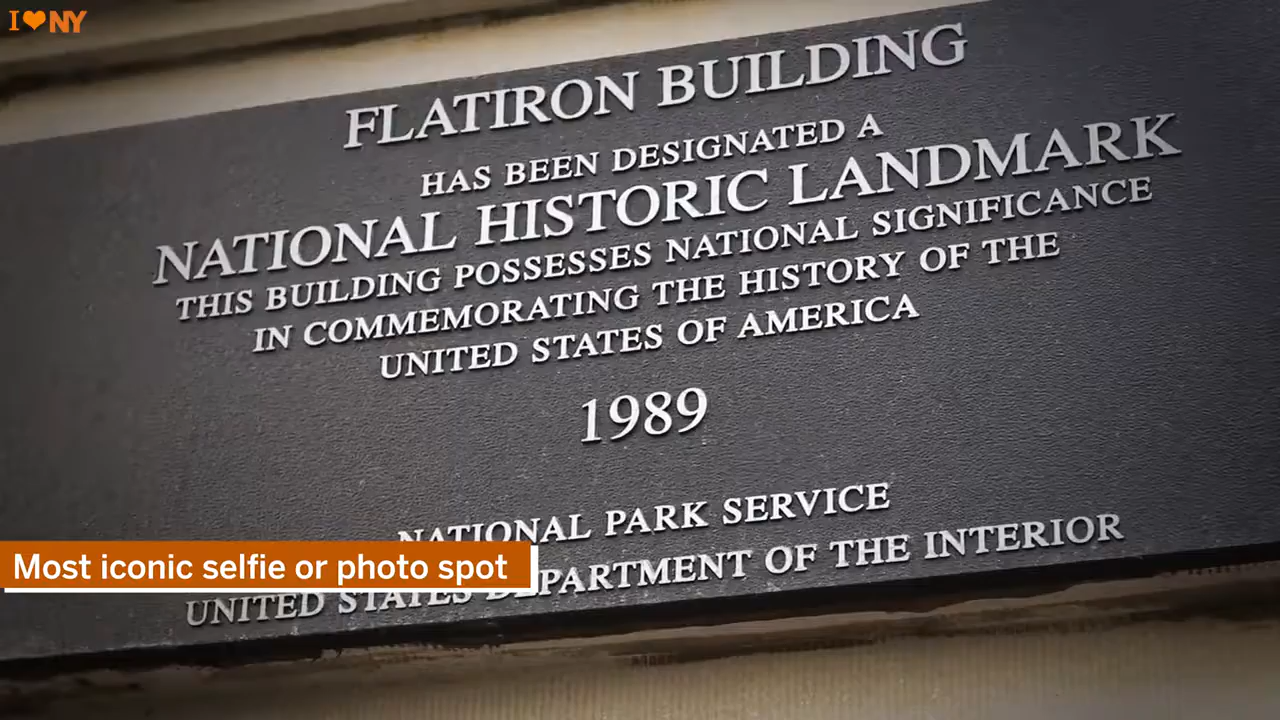 I❤NY
FLATIRON BUILDING
HAS BEEN DESIGNATED A
NATIONAL HISTORIC LANDMARK
THIS BUILDING POSSESSES NATIONAL SIGNIFICANCE
IN COMMEMORATING THE HISTORY OF THE
UNITED STATES OF AMERICA
1989
NATIONAL PARK SERVICE
UNITED STATES DEPARTMENT OF THE INTERIOR
Most iconic selfie or photo spot